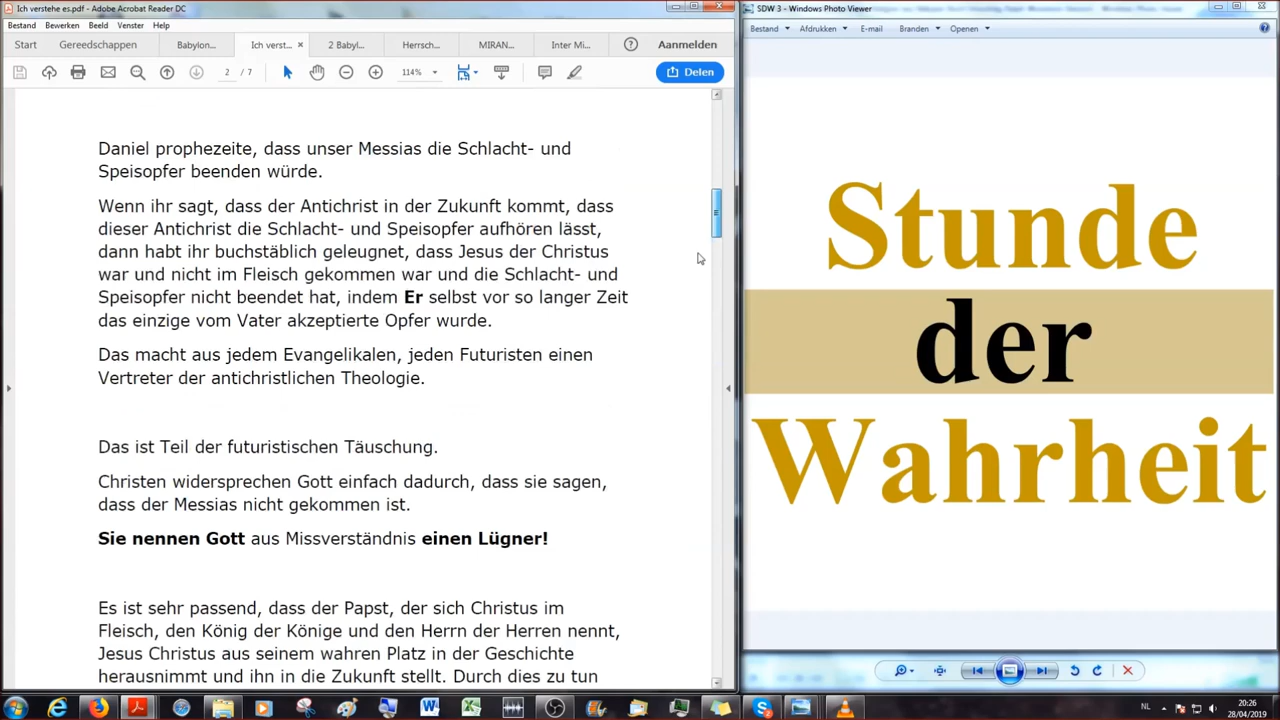 Ich verstehe es.pdf - Adobe Acrobat Reader DC
Bestand Bewerken Beeld Venster Help
Start Gereedschappen Babylon... Ich verst... × 2 Babyl... Herrsch... MIRAN... Inter Mi... Aanmelden
2 / 7 114% Delen
Daniel prophezeite, dass unser Messias die Schlacht- und
Speisopfer beenden würde.
Wenn ihr sagt, dass der Antichrist in der Zukunft kommt, dass
dieser Antichrist die Schlacht- und Speisopfer aufhören lässt,
dann habt ihr buchstäblich geleugnet, dass Jesus der Christus
war und nicht im Fleisch gekommen war und die Schlacht- und
Speisopfer nicht beendet hat, indem Er selbst vor so langer Zeit
das einzige vom Vater akzeptierte Opfer wurde.
Das macht aus jedem Evangelikalen, jeden Futuristen einen
Vertreter der antichristlichen Theologie.
Das ist Teil der futuristischen Täuschung.
Christen widersprechen Gott einfach dadurch, dass sie sagen,
dass der Messias nicht gekommen ist.
Sie nennen Gott aus Missverständnis einen Lügner!
Es ist sehr passend, dass der Papst, der sich Christus im
Fleisch, den König der Könige und den Herrn der Herren nennt,
Jesus Christus aus seinem wahren Platz in der Geschichte
herausnimmt und ihn in die Zukunft stellt. Durch dies zu tun
SDW 3 - Windows Photo Viewer
Bestand Afdrukken E-mail Branden Openen
Stunde
der
Wahrheit
NL 20:26
28/04/2019